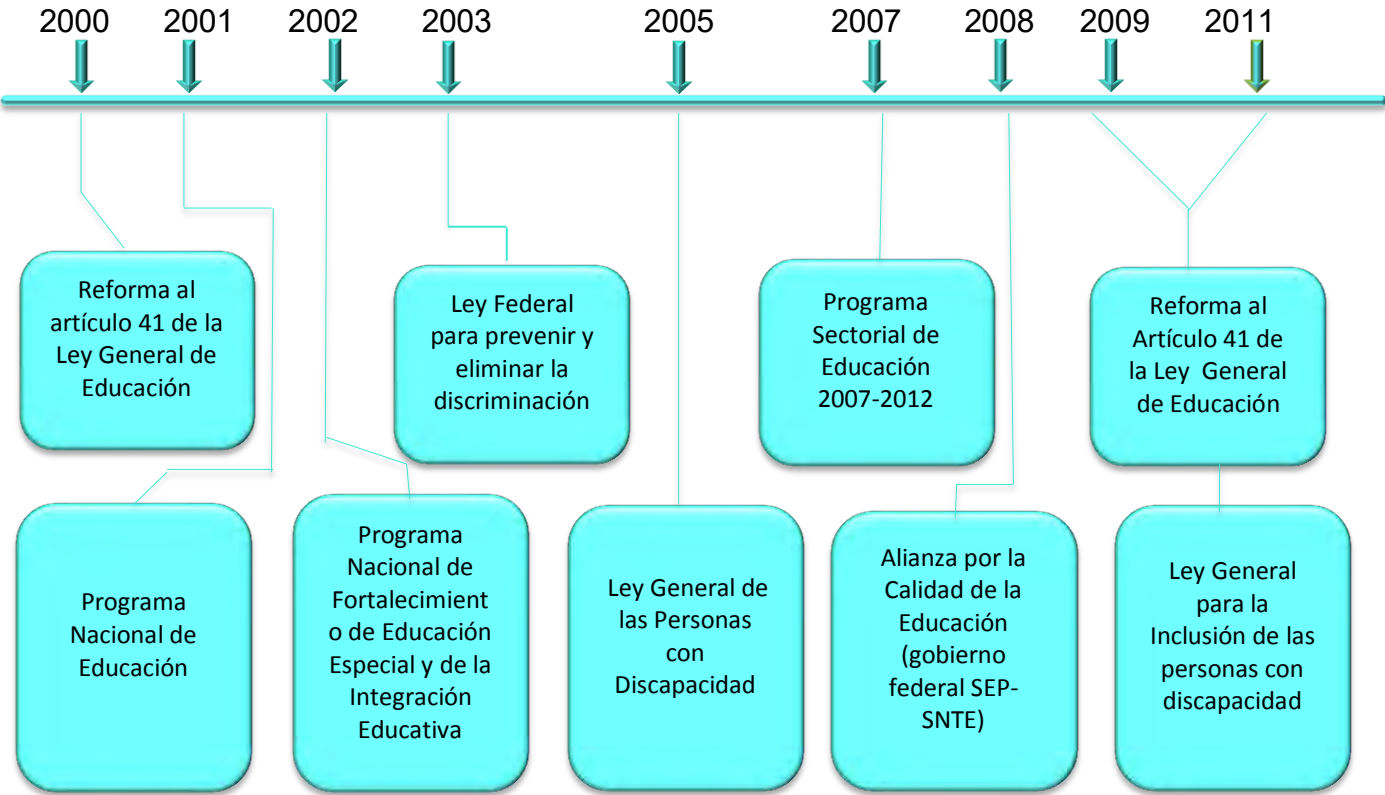 2000 2001 2002 2003 2005 2007 2008 2009 2011
Reforma al
artículo 41 de la
Ley General de
Educación
Ley Federal
para prevenir y
eliminar la
discriminación
Programa
Sectorial de
Educación
2007-2012
Reforma al
Artículo 41 de
la Ley General
de Educación
Programa
Nacional de
Educación
Programa
Nacional de
Fortalecimient
o de Educación
Especial y de la
Integración
Educativa
Ley General de
las Personas
con
Discapacidad
Alianza por la
Calidad de la
Educación
(gobierno
federal SEP-
SNTE)
Ley General
para la
Inclusión de las
personas con
discapacidad